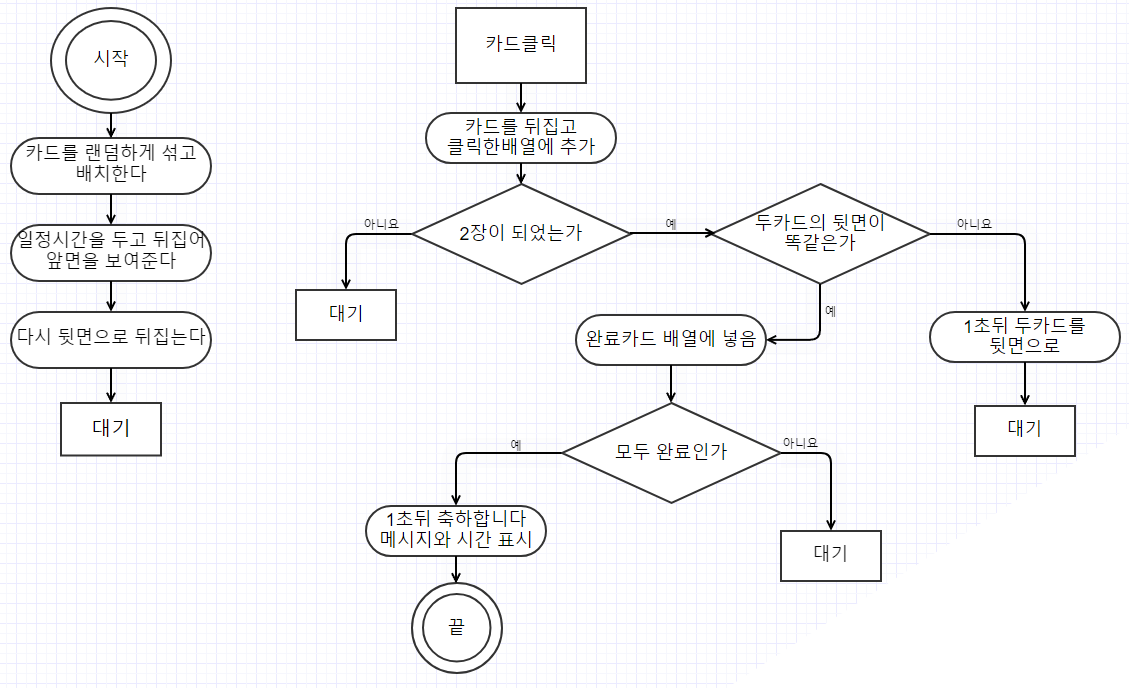 시작
카드를 랜덤하게 섞고
배치한다
일정시간을 두고 뒤집어
앞면을 보여준다
다시 뒷면으로 뒤집는다
대기
카드클릭
카드를 뒤집고
클릭한배열에 추가
2장이 되었는가
아니요
대기
예
두카드의 뒷면이
똑같은가
아니요
1초뒤 두카드를
뒷면으로
대기
예
완료카드 배열에 넣음
모두 완료인가
아니요
대기
예
1초뒤 축하합니다
메시지와 시간 표시
끝